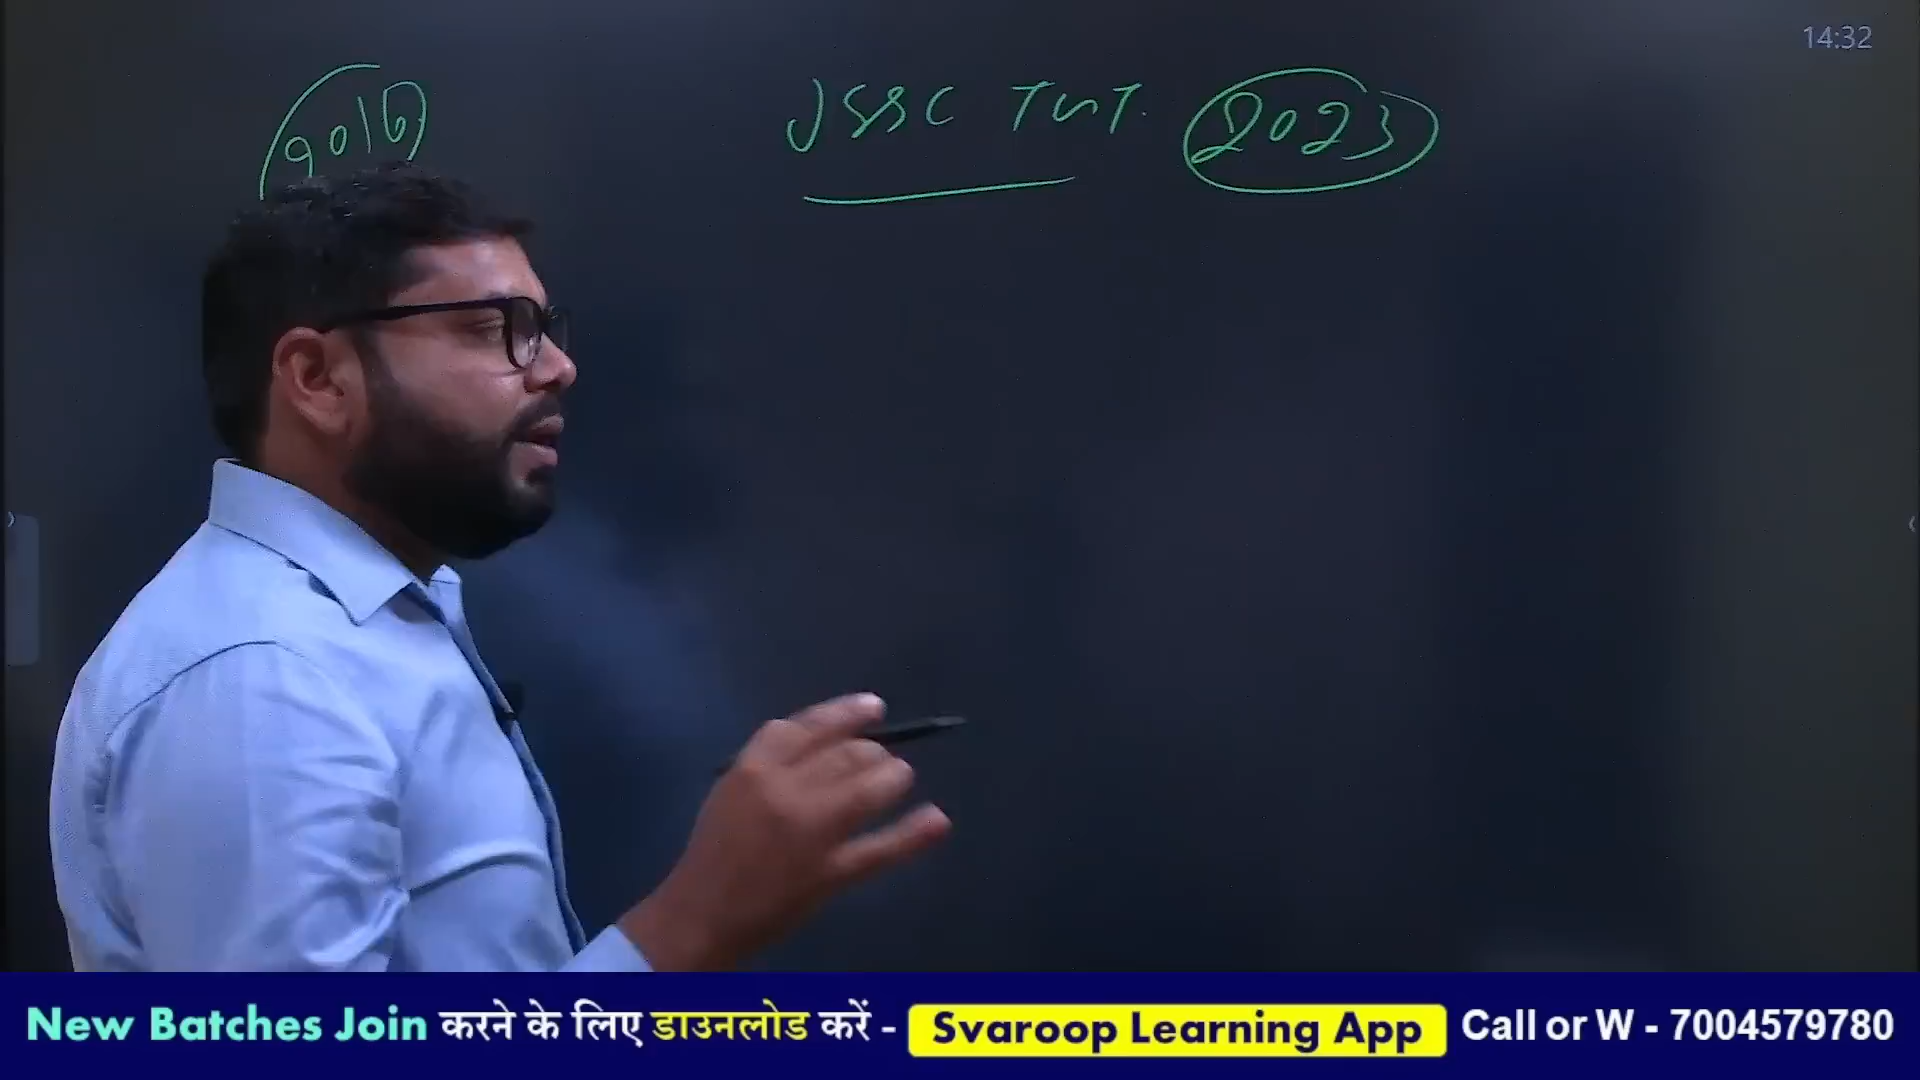 14:32
2016
JSSC TGT. 2023
New Batches Join करने के लिए डाउनलोड करें - Svaroop Learning App Call or W - 7004579780